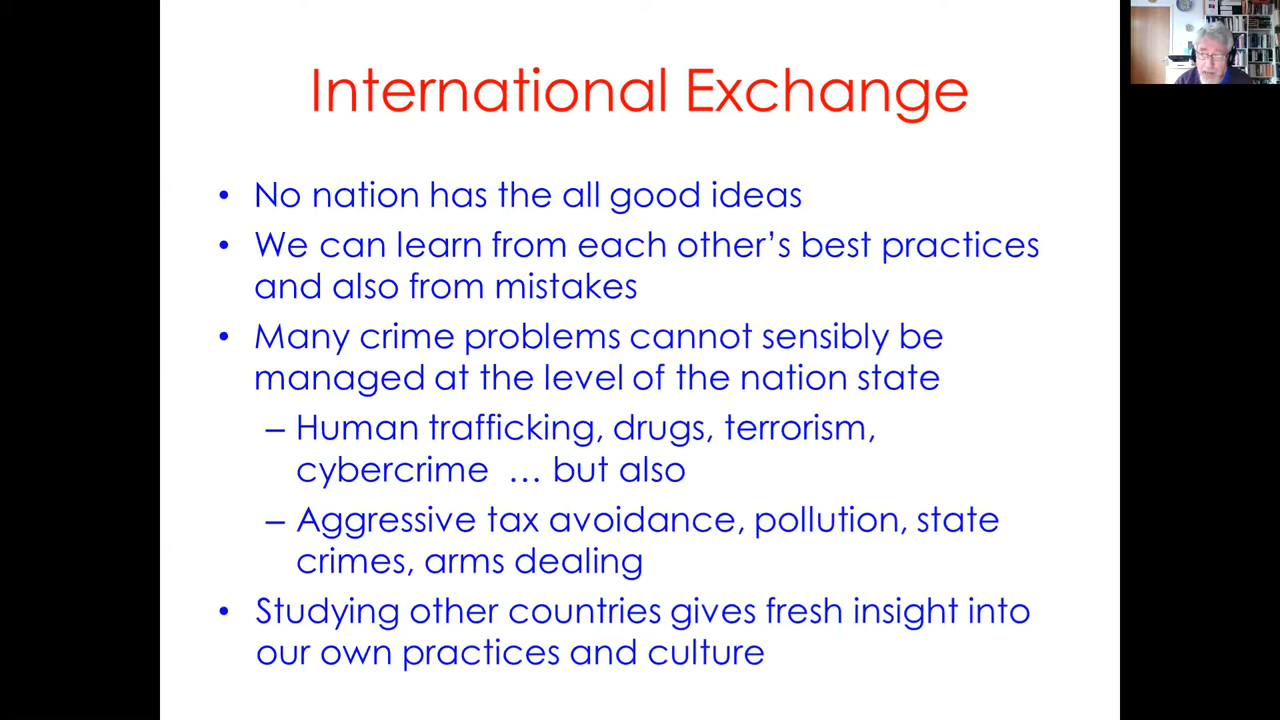 International Exchange
• No nation has the all good ideas
• We can learn from each other’s best practices
and also from mistakes
• Many crime problems cannot sensibly be
managed at the level of the nation state
– Human trafficking, drugs, terrorism,
cybercrime … but also
– Aggressive tax avoidance, pollution, state
crimes, arms dealing
• Studying other countries gives fresh insight into
our own practices and culture